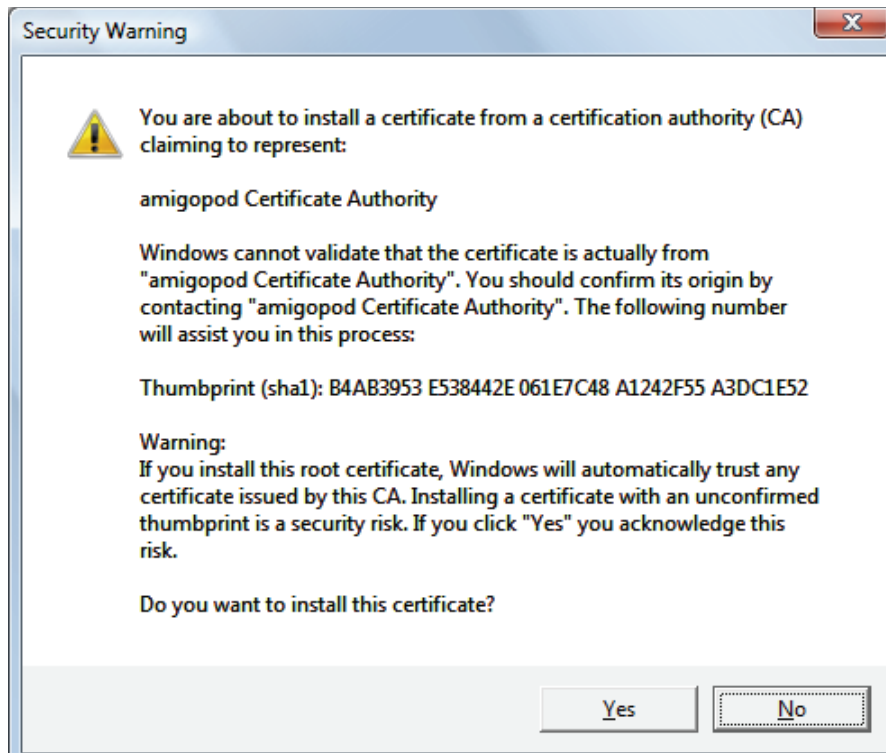 Security Warning
You are about to install a certificate from a certification authority (CA)
claiming to represent:
amigopod Certificate Authority
Windows cannot validate that the certificate is actually from
"amigopod Certificate Authority". You should confirm its origin by
contacting "amigopod Certificate Authority". The following number
will assist you in this process:
Thumbprint (sha1): B4AB3953 E538442E 061E7C48 A1242F55 A3DC1E52
Warning:
If you install this root certificate, Windows will automatically trust any
certificate issued by this CA. Installing a certificate with an unconfirmed
thumbprint is a security risk. If you click "Yes" you acknowledge this
risk.
Do you want to install this certificate?
Yes No